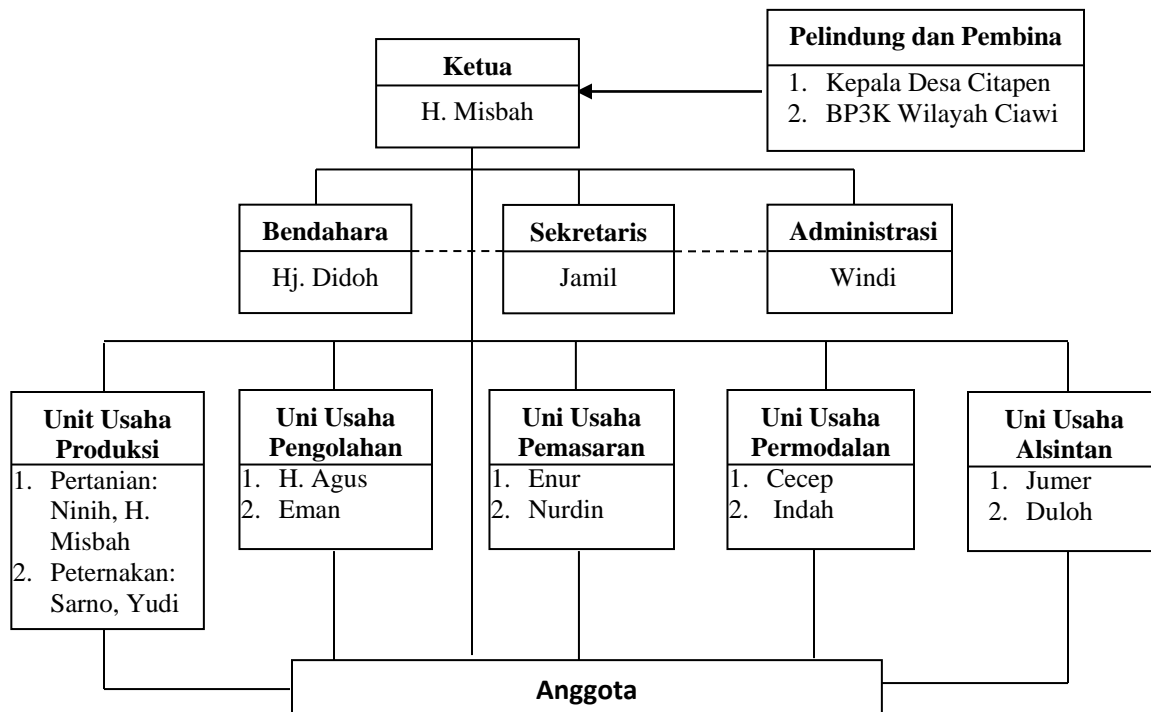 Pelindung dan Pembina
1. Kepala Desa Citapen
2. BP3K Wilayah Ciawi
Ketua
H. Misbah
Bendahara
Hj. Didoh
Sekretaris
Jamil
Administrasi
Windi
Unit Usaha
Produksi
1. Pertanian:
Ninih, H.
Misbah
2. Peternakan:
Sarno, Yudi
Uni Usaha
Pengolahan
1. H. Agus
2. Eman
Uni Usaha
Pemasaran
1. Enur
2. Nurdin
Uni Usaha
Permodalan
1. Cecep
2. Indah
Uni Usaha
Alsintan
1. Jumer
2. Duloh
Anggota